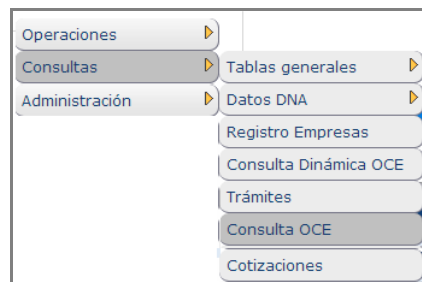 Operaciones
Consultas
Administración
Tablas generales
Datos DNA
Registro Empresas
Consulta Dinámica OCE
Trámites
Consulta OCE
Cotizaciones